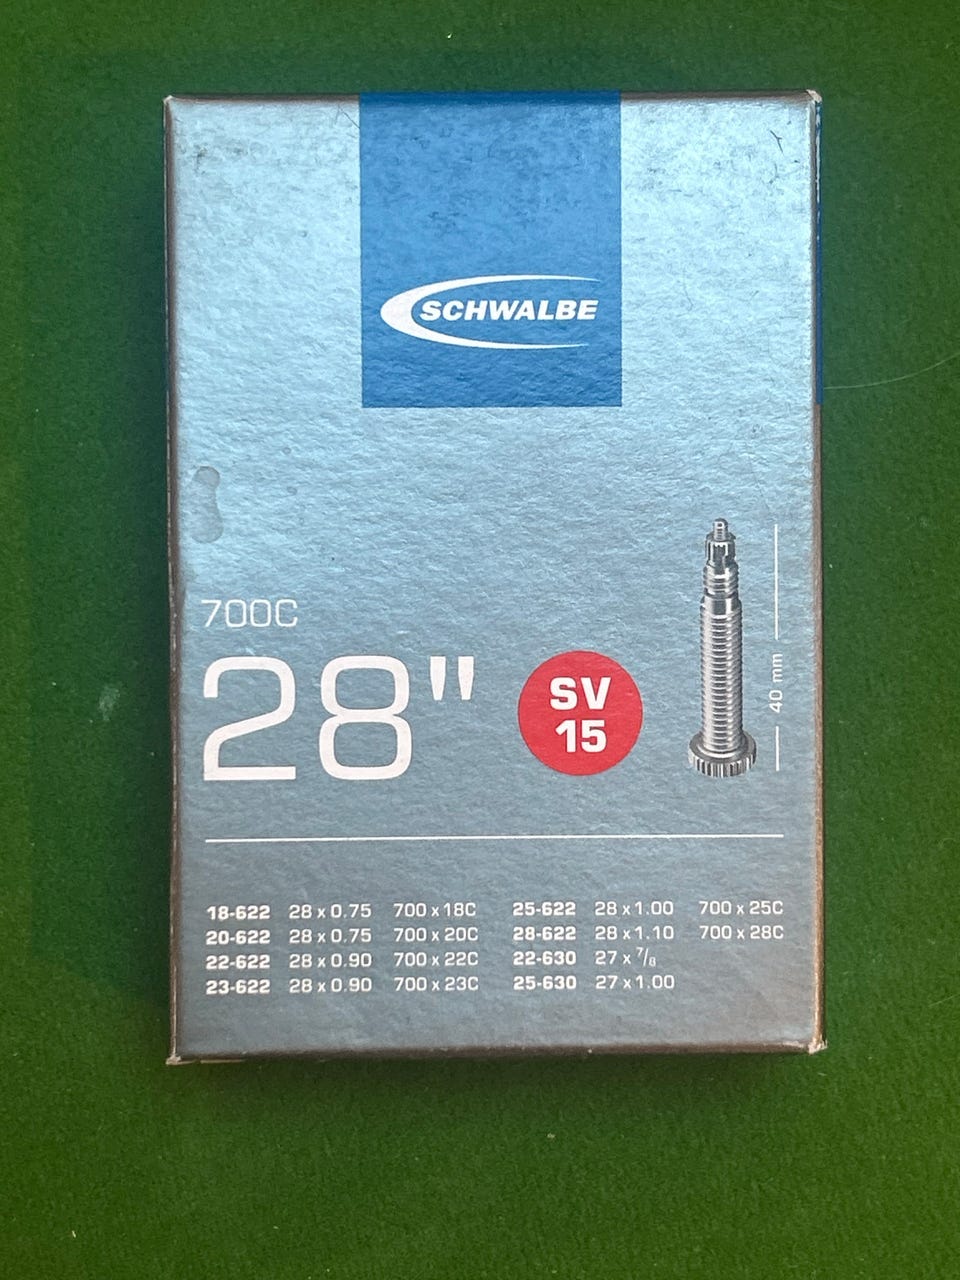 SCHWALBE
40 mm
700C
28"
SV
15
18-622 28 x 0.75 700 x 18C 25-622 28 x 1.00 700 x 25C
20-622 28 x 0.75 700 x 20C 28-622 28 x 1.10 700 x 28C
22-622 28 x 0.90 700 x 22C 22-630 27 x 7/8
23-622 28 x 0.90 700 x 23C 25-630 27 x 1.00